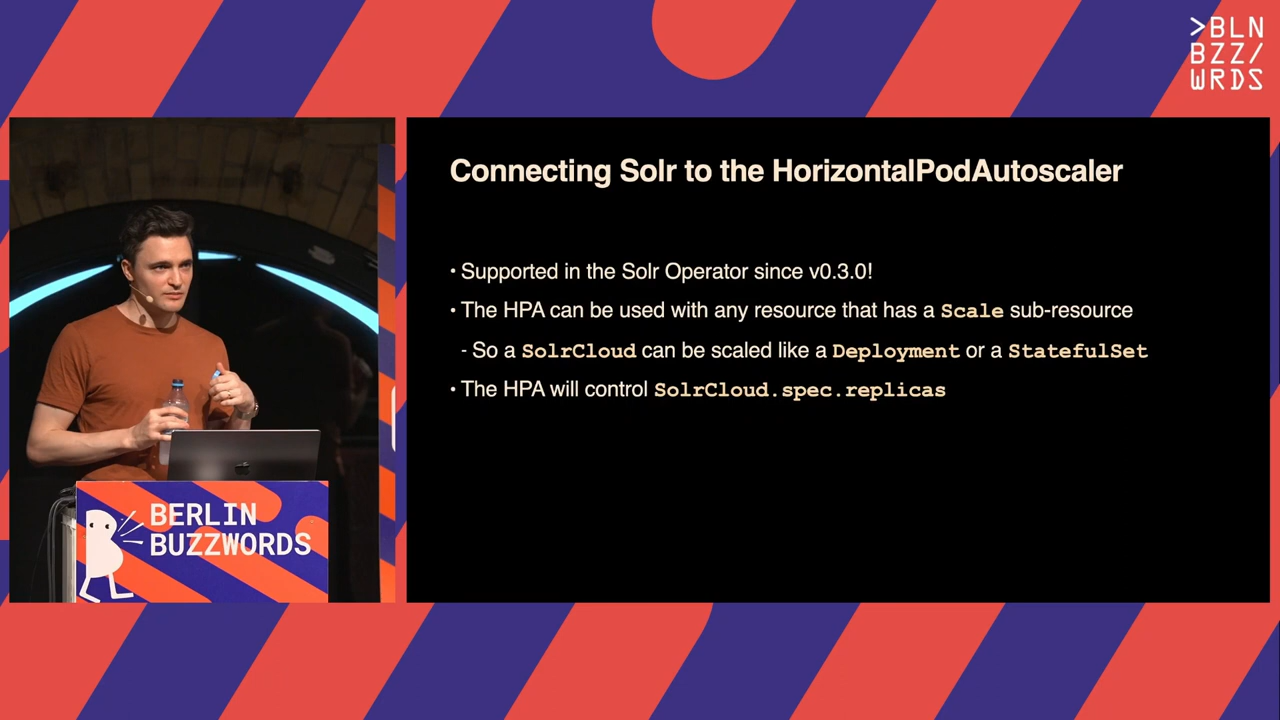 >BLN
BZZ/
WRDS
Connecting Solr to the HorizontalPodAutoscaler
• Supported in the Solr Operator since v0.3.0!
• The HPA can be used with any resource that has a Scale sub-resource
- So a SolrCloud can be scaled like a Deployment or a StatefulSet
• The HPA will control SolrCloud.spec.replicas
BERLIN
BUZZWORDS